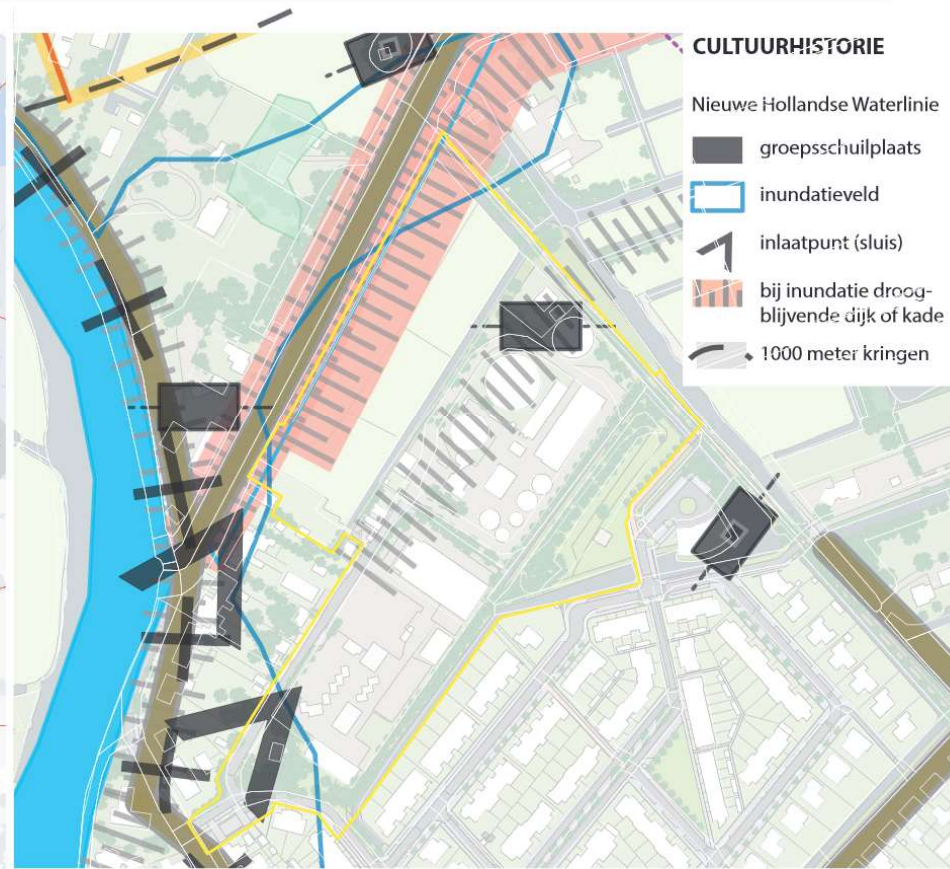 CULTUURHISTORIE
Nieuwe Hollandse Waterlinie
groepsschuilplaats
inundatieveld
inlaatpunt (sluis)
bij inundatie droog-
blijvende dijk of kade
1000 meter kringen